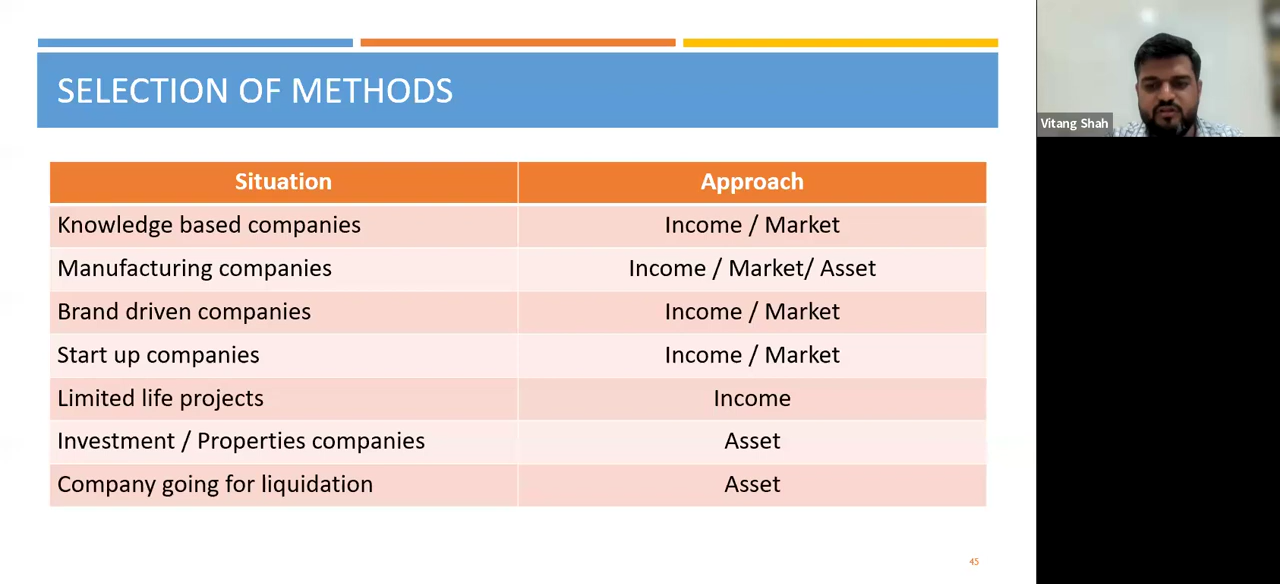 SELECTION OF METHODS
Situation Approach
Knowledge based companies Income / Market
Manufacturing companies Income / Market/ Asset
Brand driven companies Income / Market
Start up companies Income / Market
Limited life projects Income
Investment / Properties companies Asset
Company going for liquidation Asset
45
Vitang Shah